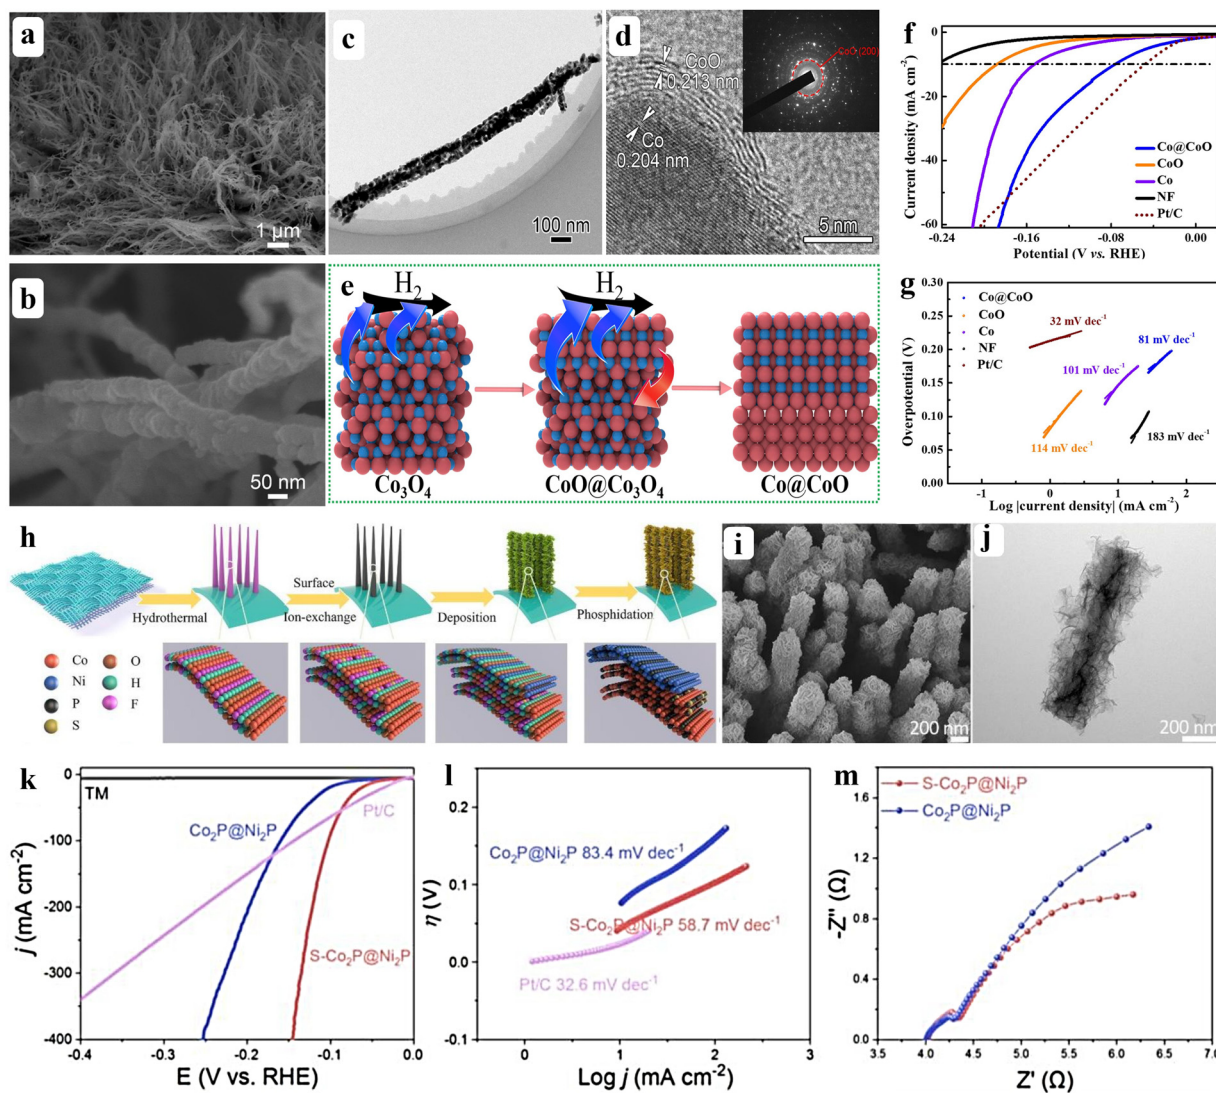 a
1 μm
b
50 nm
c
100 nm
d
CoO
0.213 nm
Co
0.204 nm
CoO (200)
5 nm
e
H₂
H₂
Co₃O₄
CoO@Co₃O₄
Co@CoO
f
Current density (mA cm⁻²)
0
-20
-40
-60
Co@CoO
CoO
Co
NF
Pt/C
-0.24
-0.16
-0.08
0.00
Potential (V vs. RHE)
g
Overpotential (V)
0.30
0.25
0.20
0.15
0.10
0.05
0.00
Co@CoO
CoO
Co
NF
Pt/C
32 mV dec⁻¹
81 mV dec⁻¹
101 mV dec⁻¹
114 mV dec⁻¹
183 mV dec⁻¹
-1
0
1
2
Log |current density| (mA cm⁻²)
h
Hydrothermal
Surface
Ion-exchange
Deposition
Phosphidation
Co
O
Ni
H
P
F
S
i
200 nm
j
200 nm
k
j (mA cm⁻²)
0
-100
-200
-300
-400
TM
Co₂P@Ni₂P
Pt/C
S-Co₂P@Ni₂P
-0.4
-0.3
-0.2
-0.1
0.0
E (V vs. RHE)
l
η (V)
0.2
0.1
0.0
-0.1
Co₂P@Ni₂P 83.4 mV dec⁻¹
S-Co₂P@Ni₂P 58.7 mV dec⁻¹
Pt/C 32.6 mV dec⁻¹
0
1
2
3
Log j (mA cm⁻²)
m
-Z'' (Ω)
2.0
1.6
1.2
0.8
0.4
0.0
S-Co₂P@Ni₂P
Co₂P@Ni₂P
3.5
4.0
4.5
5.0
5.5
6.0
6.5
7.0
Z' (Ω)